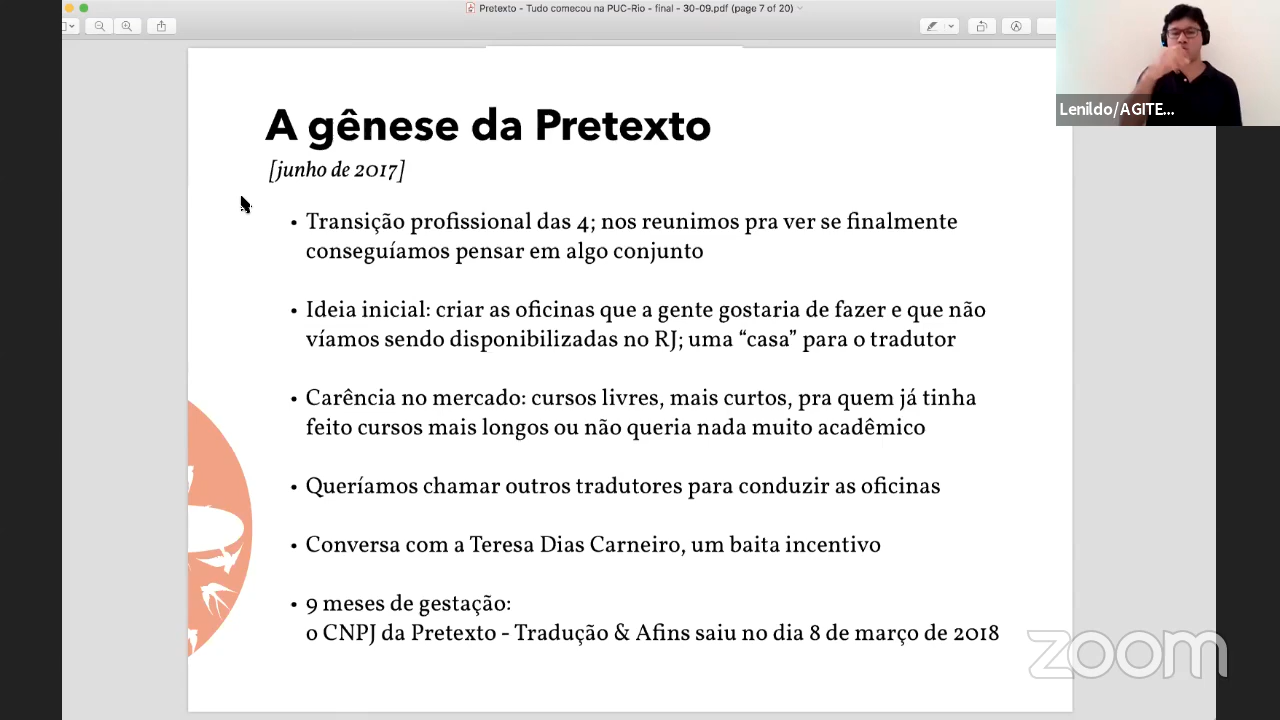 Pretexto - Tudo comecou na PUC-Rio - final - 30-09.pdf (page 7 of 20)
Lenildo/AGITE...
A gênese da Pretexto
[junho de 2017]
• Transição profissional das 4; nos reunimos pra ver se finalmente
conseguíamos pensar em algo conjunto
• Ideia inicial: criar as oficinas que a gente gostaria de fazer e que não
víamos sendo disponibilizadas no RJ; uma “casa” para o tradutor
• Carência no mercado: cursos livres, mais curtos, pra quem já tinha
feito cursos mais longos ou não queria nada muito acadêmico
• Queríamos chamar outros tradutores para conduzir as oficinas
• Conversa com a Teresa Dias Carneiro, um baita incentivo
• 9 meses de gestação:
o CNPJ da Pretexto - Tradução & Afins saiu no dia 8 de março de 2018
zoom